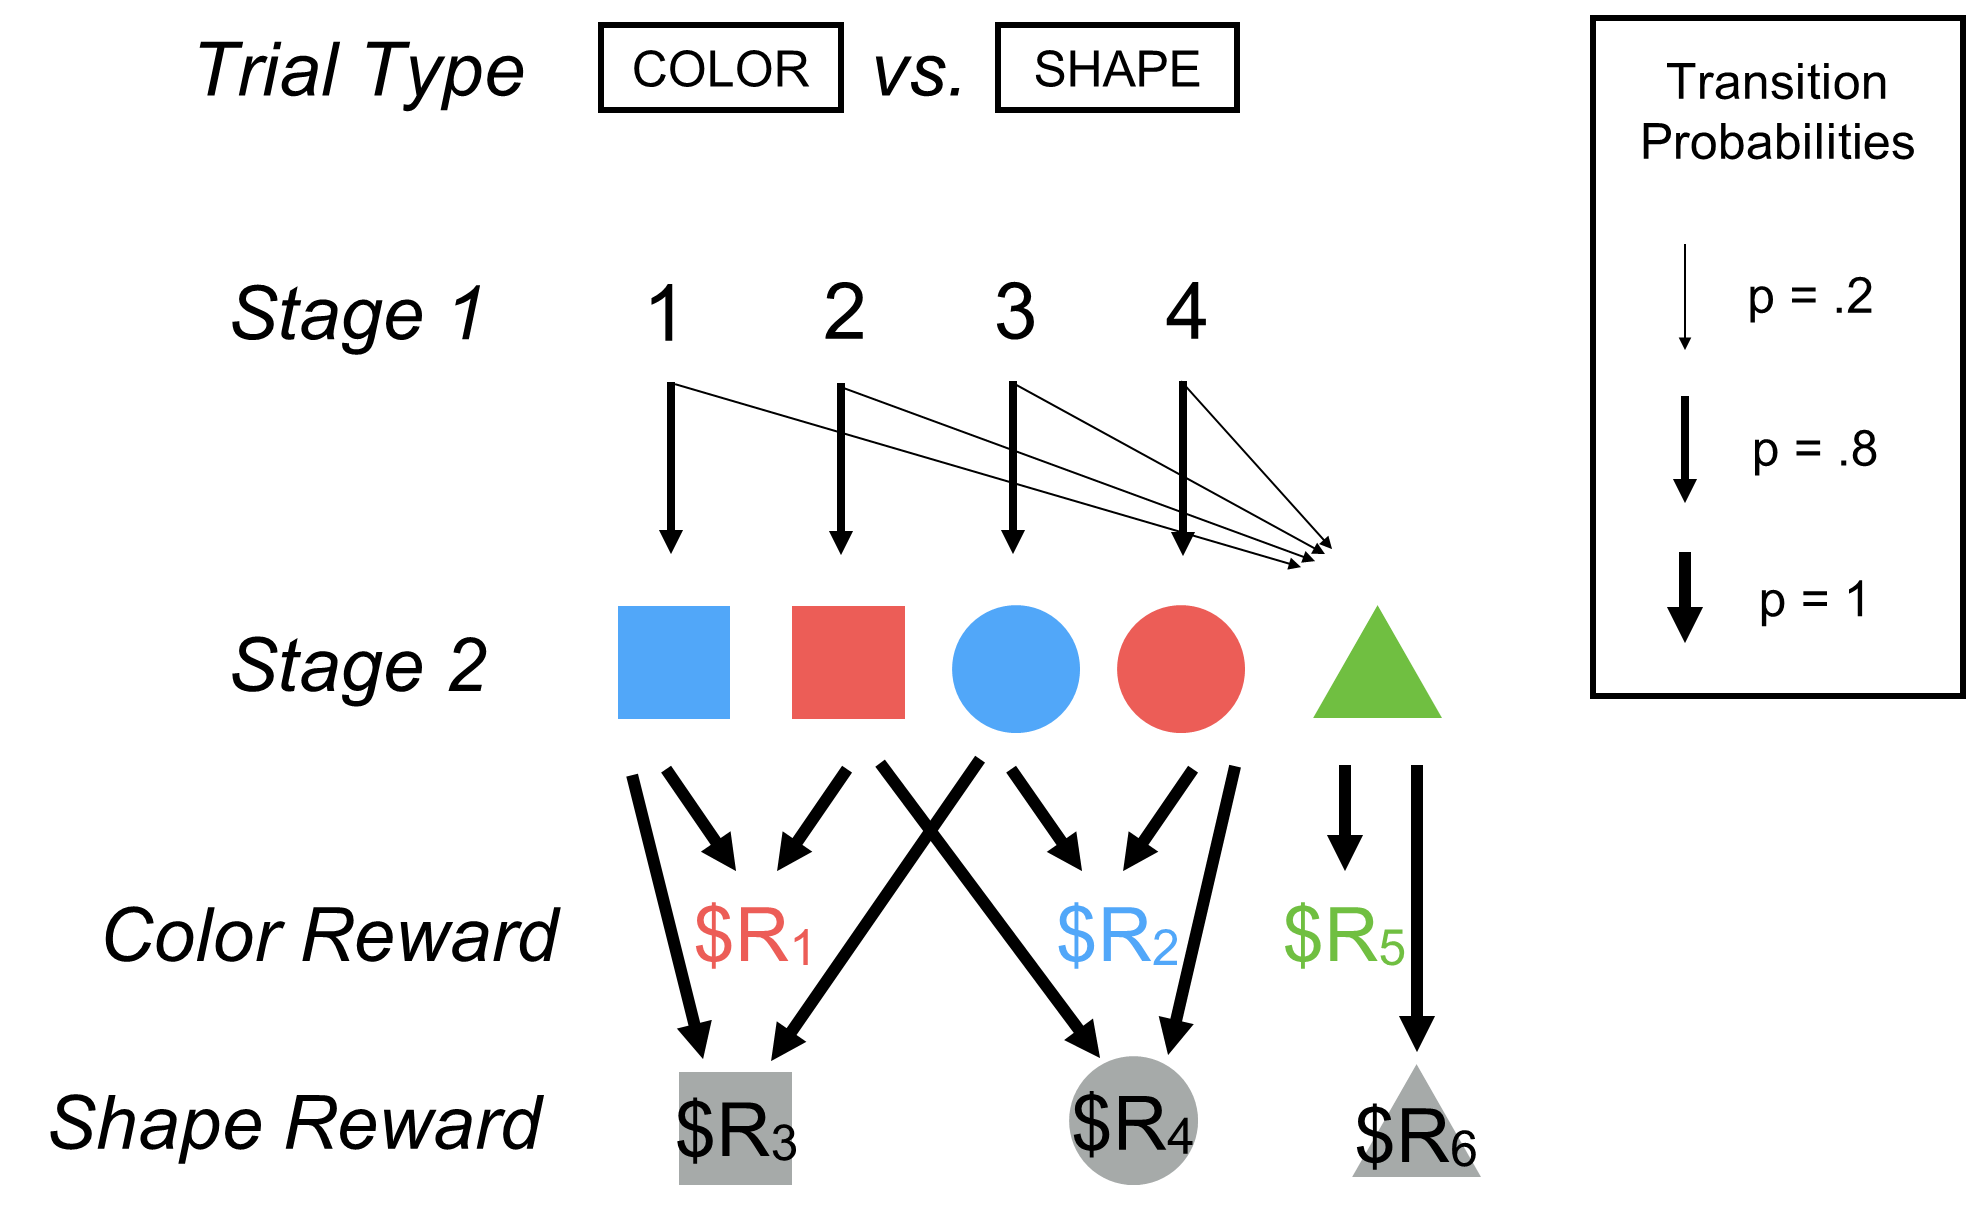 Trial Type COLOR vs. SHAPE
Transition
Probabilities
p = .2
p = .8
p = 1
Stage 1 1 2 3 4
Stage 2
Color Reward $R1 $R2 $R5
Shape Reward $R3 $R4 $R6